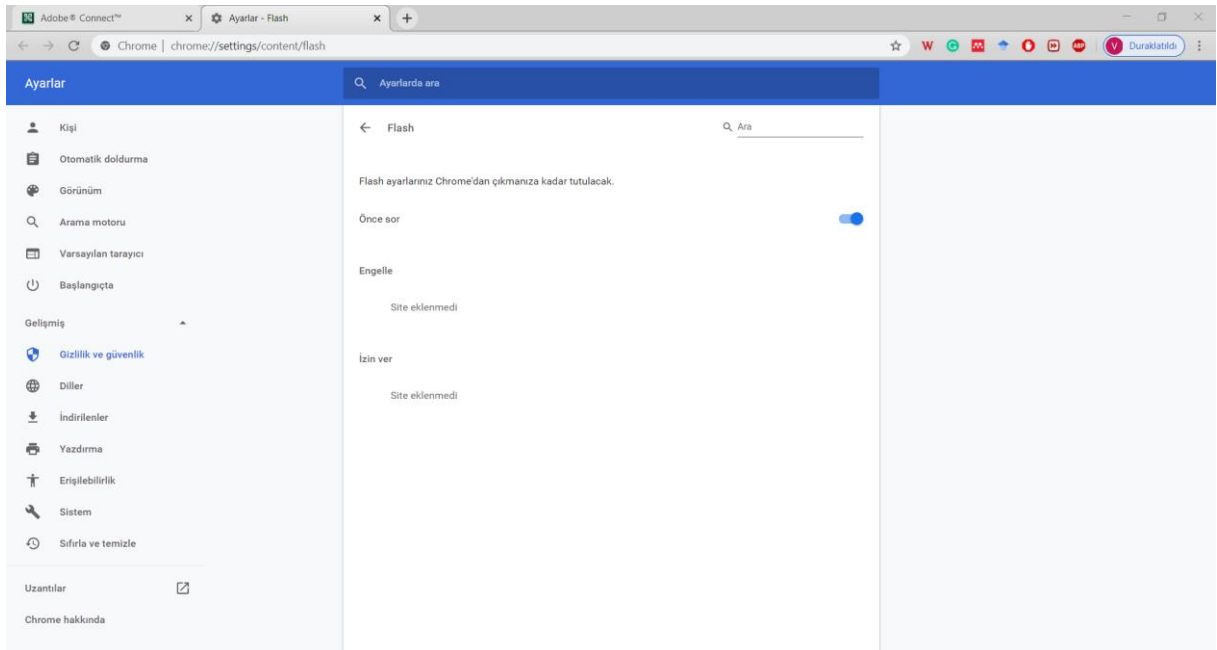 Adobe® Connect™
Ayarlar - Flash
Chrome | chrome://settings/content/flash
W
ABP
V Duraklatıldı
Ayarlar
Ayarlarda ara
Kişi
Otomatik doldurma
Görünüm
Arama motoru
Varsayılan tarayıcı
Başlangıçta
Gelişmiş
Gizlilik ve güvenlik
Diller
İndirilenler
Yazdırma
Erişilebilirlik
Sistem
Sıfırla ve temizle
Uzantılar
Chrome hakkında
Flash
Ara
Flash ayarlarınız Chrome'dan çıkmanıza kadar tutulacak.
Önce sor
Engelle
Site eklenmedi
İzin ver
Site eklenmedi